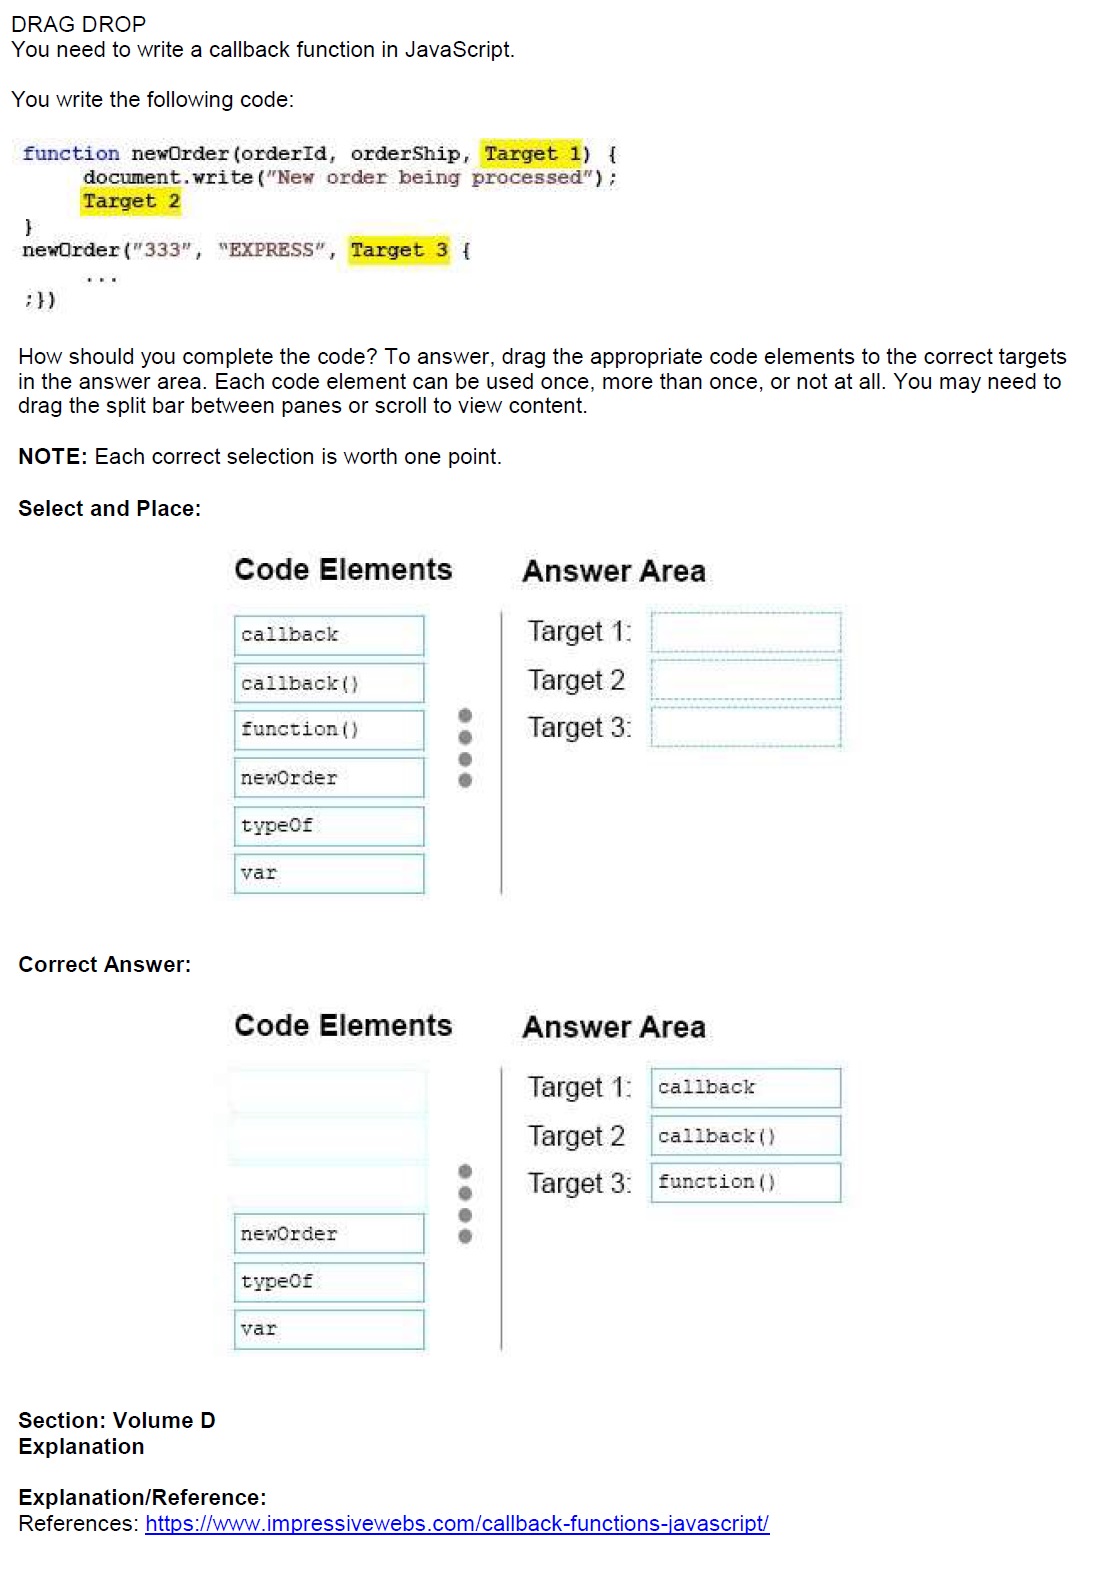 DRAG DROP
You need to write a callback function in JavaScript.
You write the following code:
function newOrder(orderId, orderShip, Target 1) {
document.write("New order being processed");
Target 2
}
newOrder("333", "EXPRESS", Target 3 {
...
;})
How should you complete the code? To answer, drag the appropriate code elements to the correct targets
in the answer area. Each code element can be used once, more than once, or not at all. You may need to
drag the split bar between panes or scroll to view content.
NOTE: Each correct selection is worth one point.
Select and Place:
Code Elements
callback
callback()
function()
newOrder
typeOf
var
Answer Area
Target 1:
Target 2
Target 3:
Correct Answer:
Code Elements
newOrder
typeOf
var
Answer Area
Target 1: callback
Target 2 callback()
Target 3: function()
Section: Volume D
Explanation
Explanation/Reference:
References: https://www.impressivewebs.com/callback-functions-javascript/